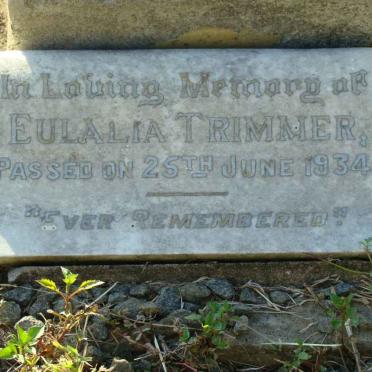 In Loving Memory of
EULALIA TRIMMER,
PASSED ON 25TH JUNE 1934.
"EVER REMEMBERED"